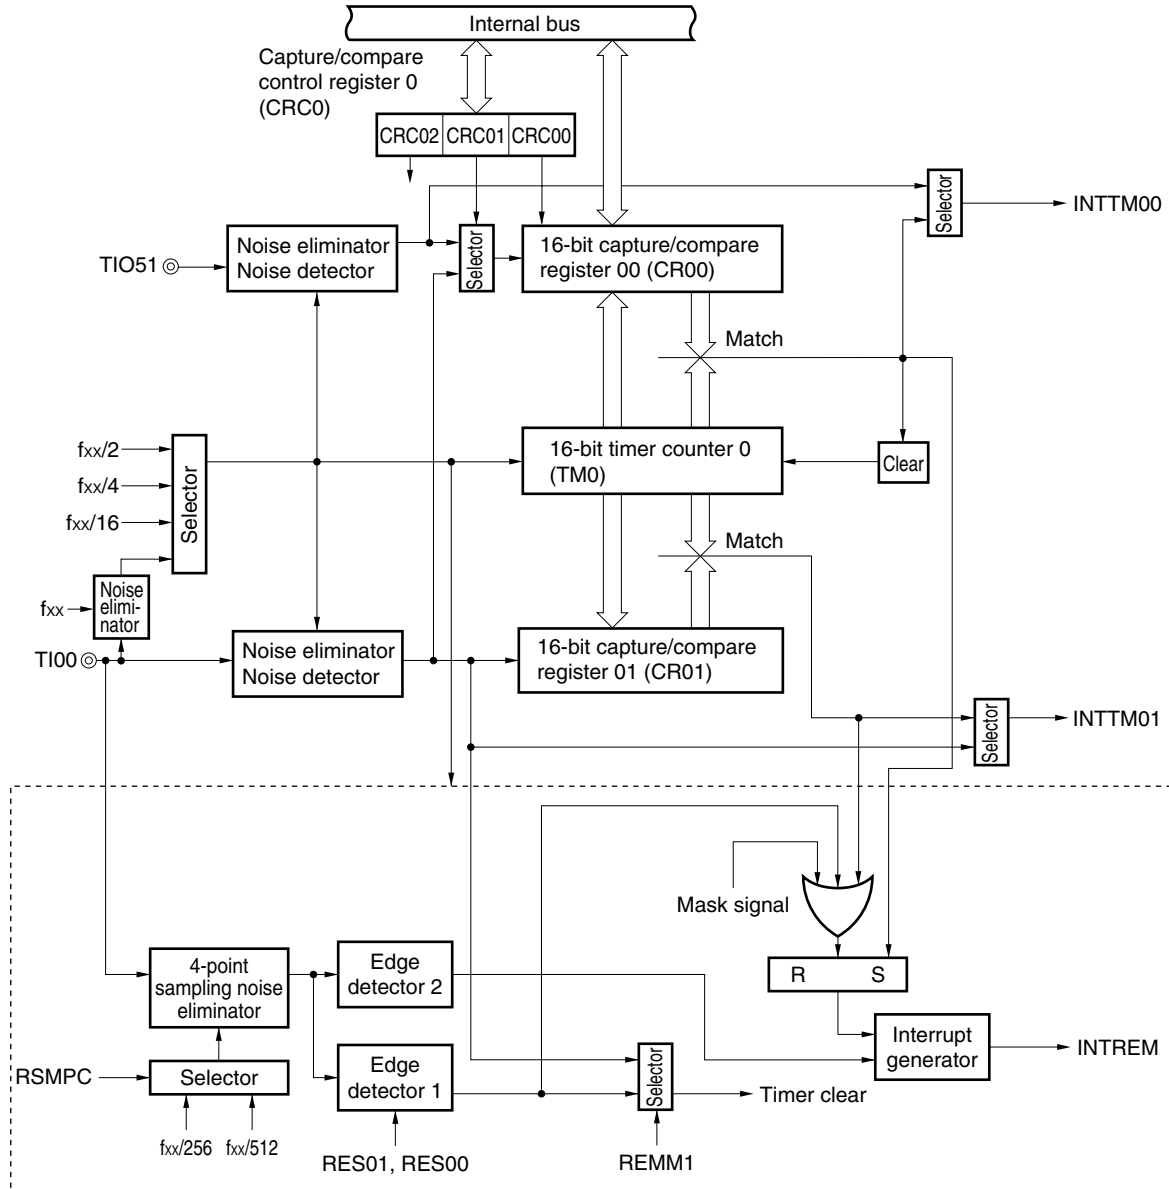 Internal bus
Capture/compare
control register 0
(CRC0)
CRC02 CRC01 CRC00
Selector
INTTM00
TIO51
Noise eliminator
Noise detector
Selector
16-bit capture/compare
register 00 (CR00)
Match
fxx/2
fxx/4
fxx/16
Selector
16-bit timer counter 0
(TM0)
Clear
Match
fxx
Noise
elimi-
nator
TI00
Noise eliminator
Noise detector
16-bit capture/compare
register 01 (CR01)
Selector
INTTM01
Mask signal
R S
4-point
sampling noise
eliminator
Edge
detector 2
Interrupt
generator
INTREM
RSMPC
Selector
Edge
detector 1
Selector
Timer clear
fxx/256
fxx/512
RES01, RES00
REMM1